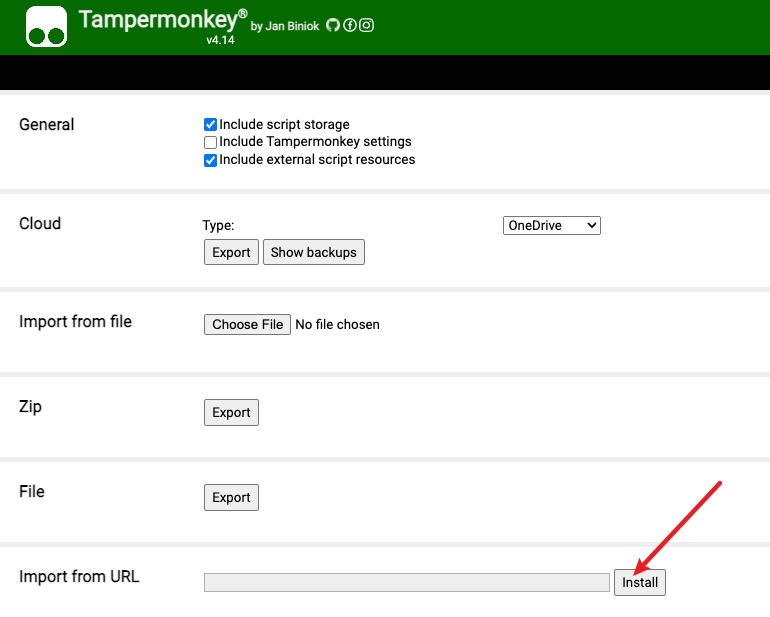 Tampermonkey® by Jan Biniok
v4.14
General
Include script storage
Include Tampermonkey settings
Include external script resources
Cloud
Type:
OneDrive
Export
Show backups
Import from file
Choose File No file chosen
Zip
Export
File
Export
Import from URL
Install